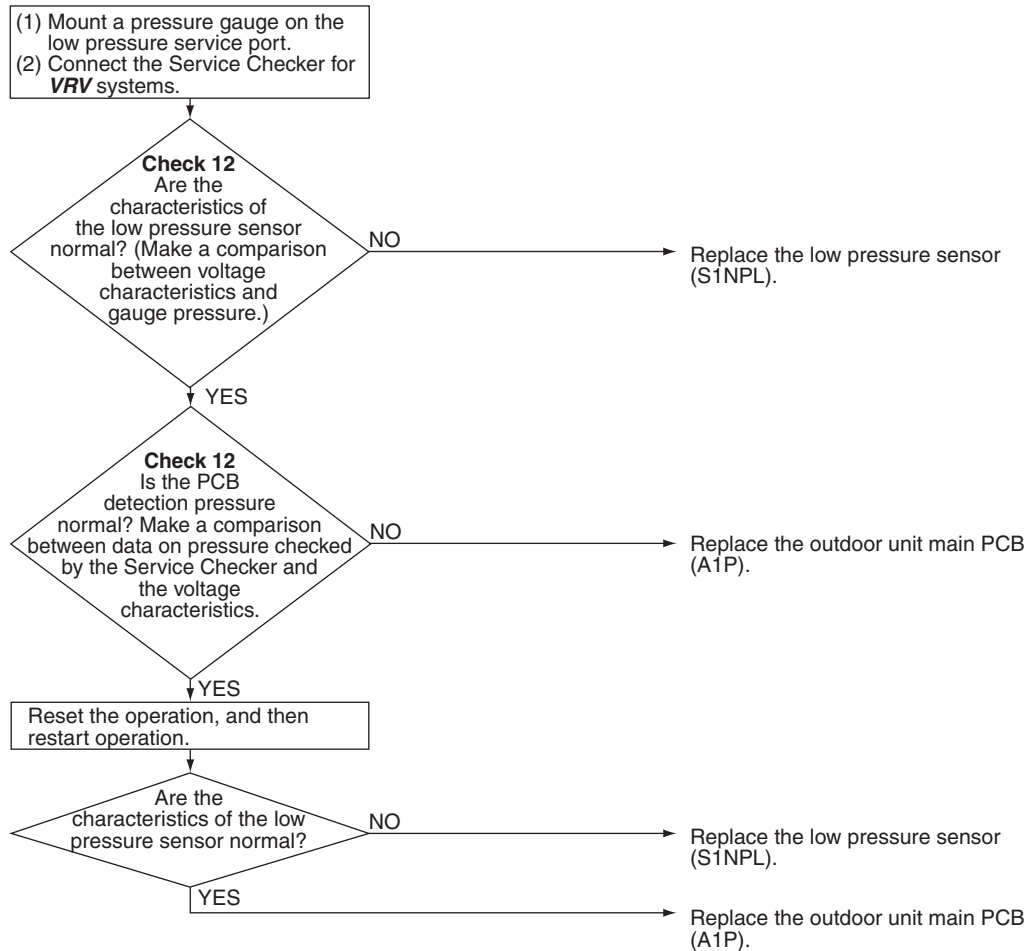 (1) Mount a pressure gauge on the
low pressure service port.
(2) Connect the Service Checker for
VRV systems.
Check 12
Are the
characteristics of
the low pressure sensor
normal? (Make a comparison
between voltage
characteristics and
gauge pressure.)
NO
Replace the low pressure sensor
(S1NPL).
YES
Check 12
Is the PCB
detection pressure
normal? Make a comparison
between data on pressure checked
by the Service Checker and
the voltage
characteristics.
NO
Replace the outdoor unit main PCB
(A1P).
YES
Reset the operation, and then
restart operation.
Are the
characteristics of the low
pressure sensor normal?
NO
Replace the low pressure sensor
(S1NPL).
YES
Replace the outdoor unit main PCB
(A1P).